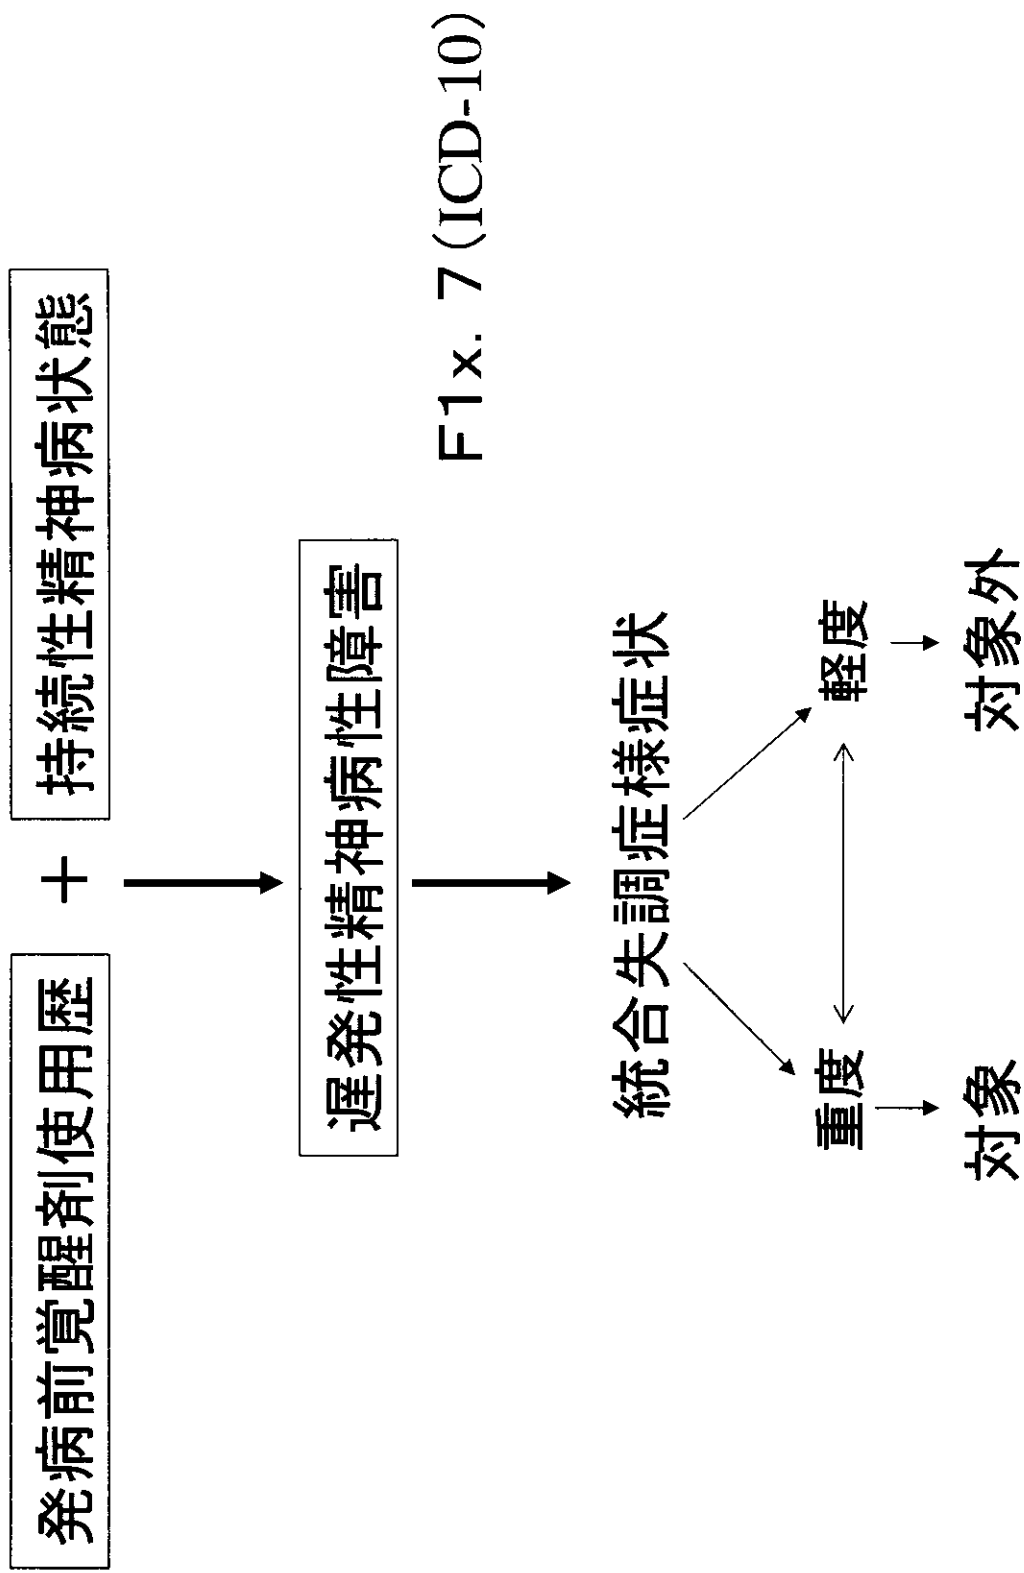 発病前覚醒剤使用歴 + 持続性精神病状態
遅発性精神病性障害
F1x. 7 (ICD-10)
統合失調症様症状
重度 軽度
対象 対象外